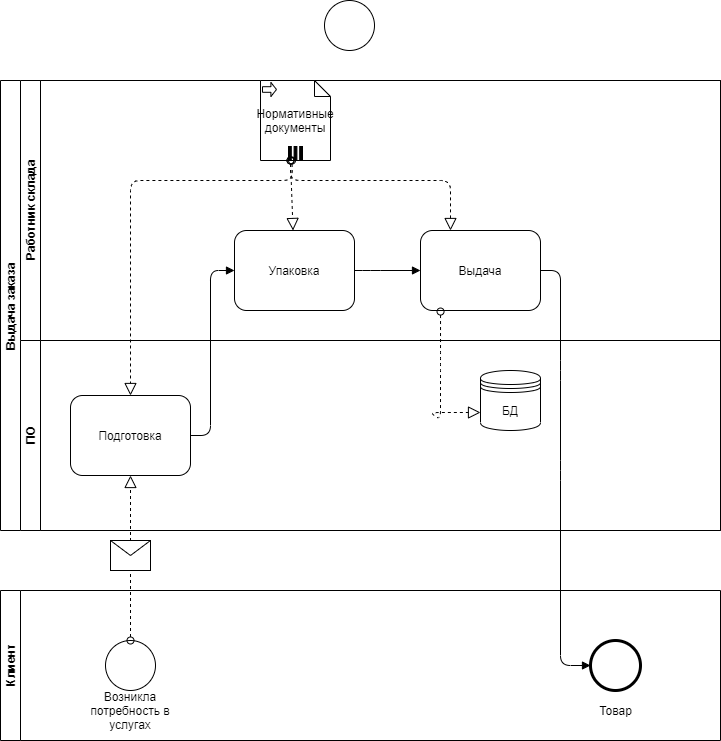 Выдача заказа
Работник склада
Нормативные
документы
Упаковка
Выдача
ПО
Подготовка
БД
Клиент
Возникла
потребность в
услугах
Товар